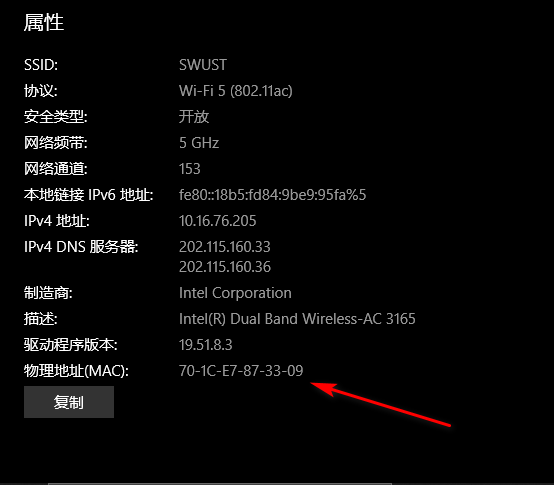 属性
SSID: SWUST
协议: Wi-Fi 5 (802.11ac)
安全类型: 开放
网络频带: 5 GHz
网络通道: 153
本地链接 IPv6 地址: fe80::18b5:fd84:9be9:95fa%5
IPv4 地址: 10.16.76.205
IPv4 DNS 服务器: 202.115.160.33
202.115.160.36
制造商: Intel Corporation
描述: Intel(R) Dual Band Wireless-AC 3165
驱动程序版本: 19.51.8.3
物理地址(MAC): 70-1C-E7-87-33-09
复制